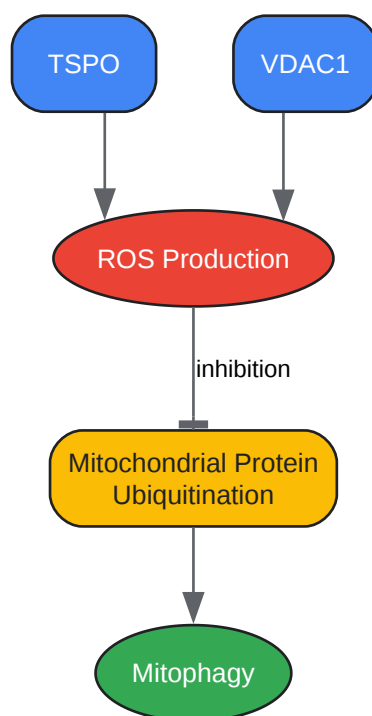 TSPO
VDAC1
ROS Production
inhibition
Mitochondrial Protein
Ubiquitination
Mitophagy